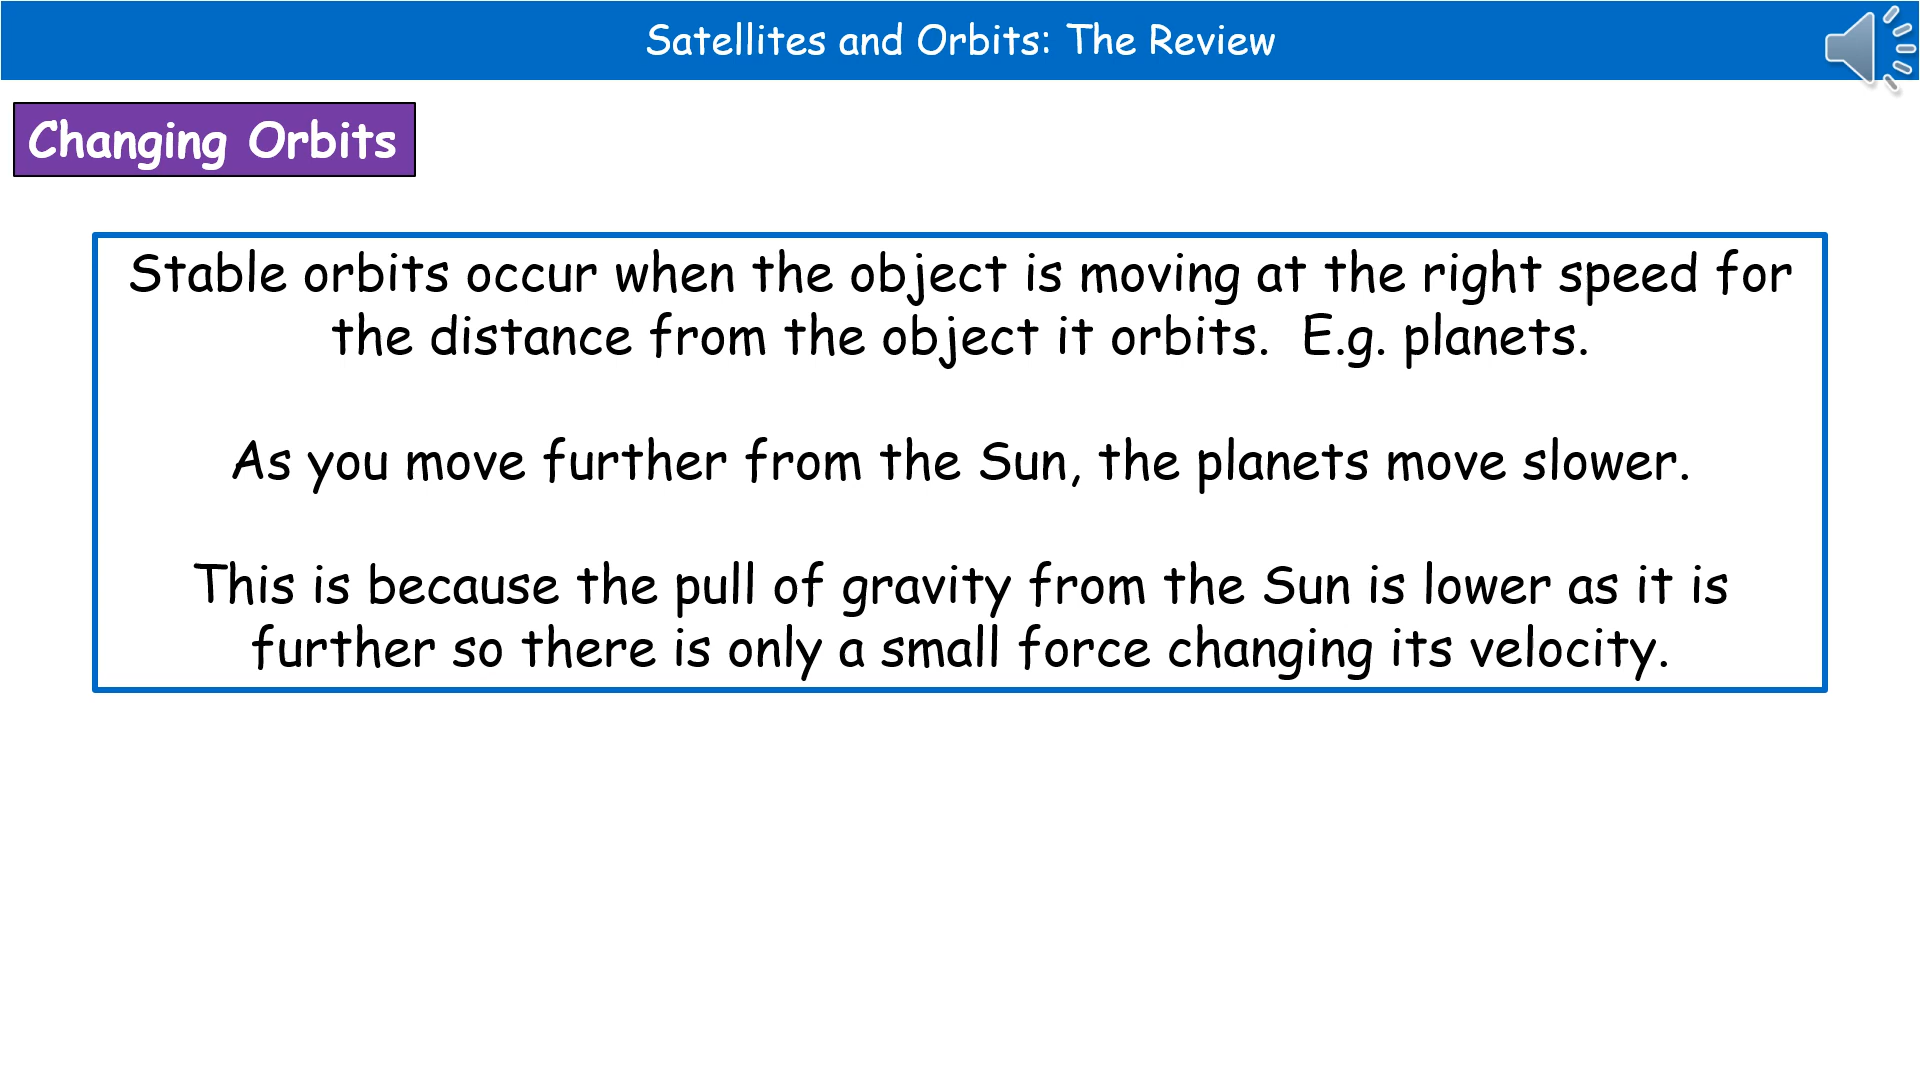 Satellites and Orbits: The Review
Changing Orbits
Stable orbits occur when the object is moving at the right speed for
the distance from the object it orbits.  E.g. planets.
As you move further from the Sun, the planets move slower.
This is because the pull of gravity from the Sun is lower as it is
further so there is only a small force changing its velocity.